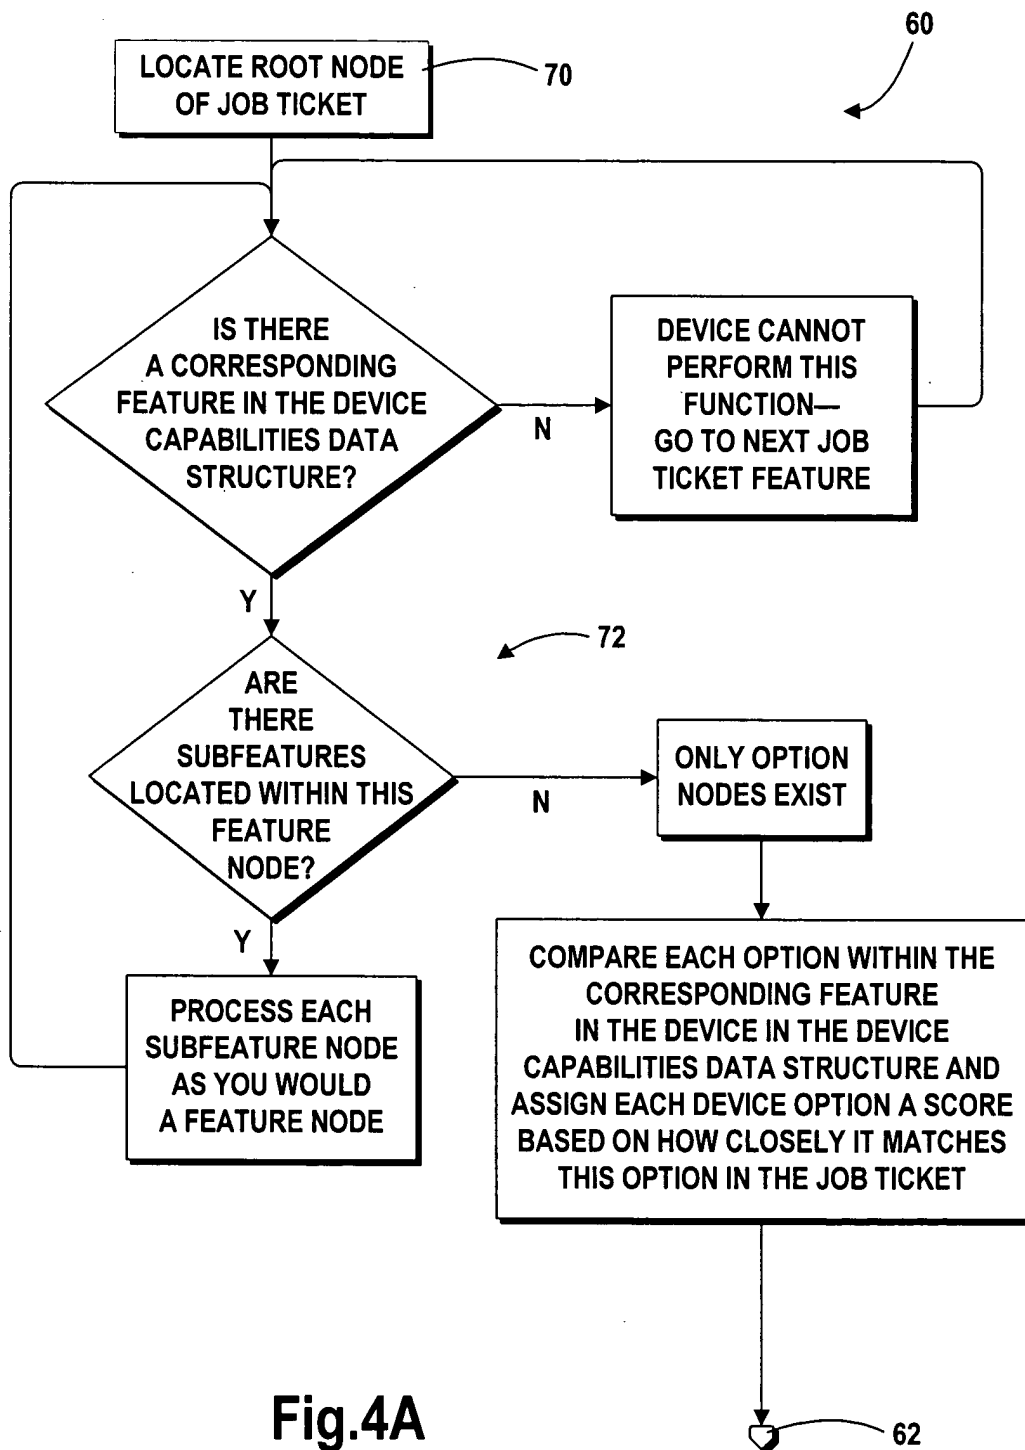 60
LOCATE ROOT NODE
OF JOB TICKET
70
IS THERE
A CORRESPONDING
FEATURE IN THE DEVICE
CAPABILITIES DATA
STRUCTURE?
N
DEVICE CANNOT
PERFORM THIS
FUNCTION—
GO TO NEXT JOB
TICKET FEATURE
Y
72
ARE
THERE
SUBFEATURES
LOCATED WITHIN THIS
FEATURE
NODE?
N
ONLY OPTION
NODES EXIST
Y
PROCESS EACH
SUBFEATURE NODE
AS YOU WOULD
A FEATURE NODE
COMPARE EACH OPTION WITHIN THE
CORRESPONDING FEATURE
IN THE DEVICE IN THE DEVICE
CAPABILITIES DATA STRUCTURE AND
ASSIGN EACH DEVICE OPTION A SCORE
BASED ON HOW CLOSELY IT MATCHES
THIS OPTION IN THE JOB TICKET
Fig.4A
62